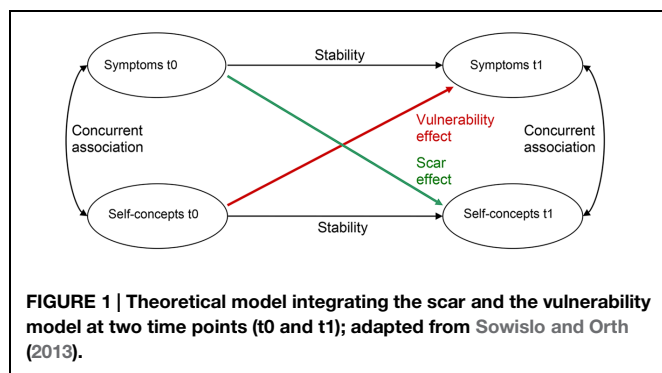 Stability
Symptoms t0
Symptoms t1
Vulnerability
effect
Concurrent
association
Concurrent
association
Scar
effect
Self-concepts t0
Self-concepts t1
Stability
FIGURE 1 | Theoretical model integrating the scar and the vulnerability
model at two time points (t0 and t1); adapted from Sowislo and Orth
(2013).